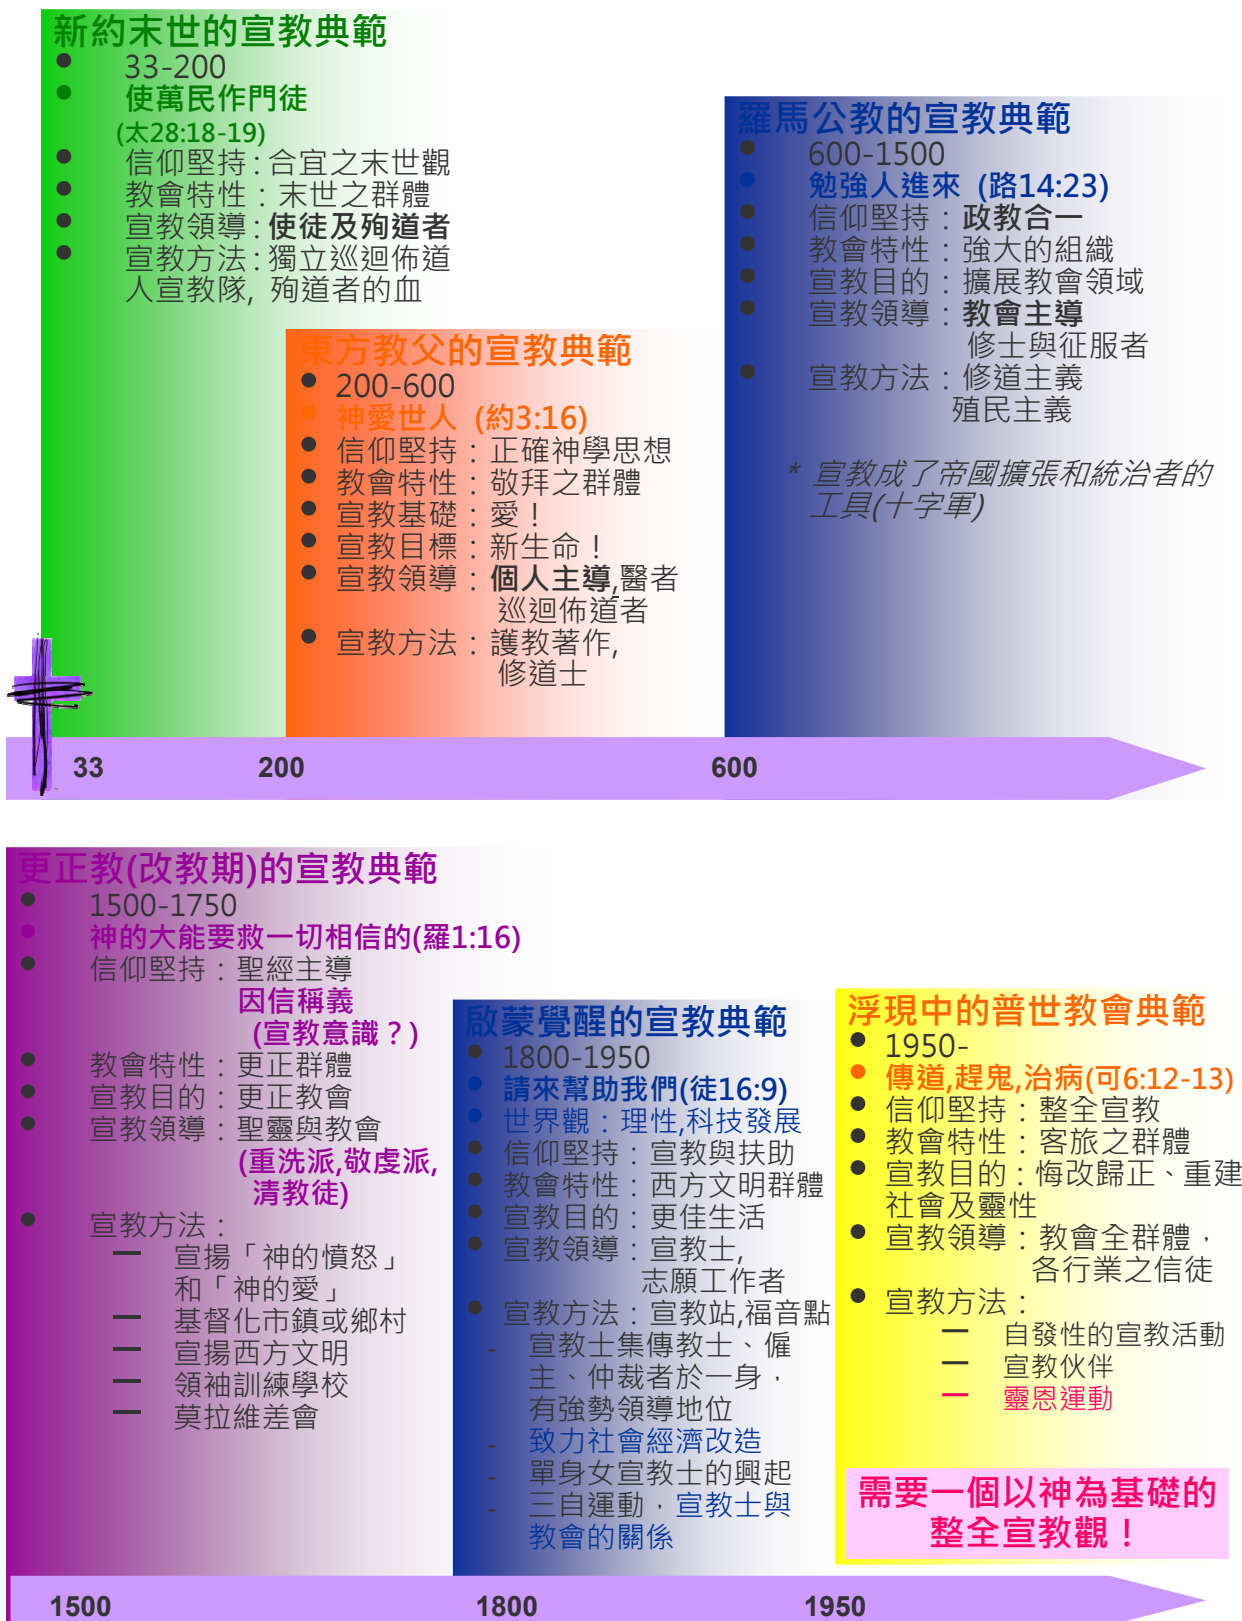 新約末世的宣教典範
● 33-200
● 使萬民作門徒
(太28:18-19)
● 信仰堅持:合宜之末世觀
● 教會特性：末世之群體
● 宣教領導:使徒及殉道者
● 宣教方法:獨立巡迴佈道
人宣教隊, 殉道者的血
東方教父的宣教典範
● 200-600
● 神愛世人 (約3:16)
● 信仰堅持：正確神學思想
● 教會特性：敬拜之群體
● 宣教基礎：愛！
● 宣教目標：新生命！
● 宣教領導：個人主導,醫者
巡迴佈道者
● 宣教方法：護教著作,
修道士
羅馬公教的宣教典範
● 600-1500
● 勉強人進來 (路14:23)
● 信仰堅持：政教合一
● 教會特性：強大的組織
● 宣教目的：擴展教會領域
● 宣教領導：教會主導
修士與征服者
● 宣教方法：修道主義
殖民主義
* 宣教成了帝國擴張和統治者的
工具(十字軍)
33 200 600
更正教(改教期)的宣教典範
● 1500-1750
● 神的大能要救一切相信的(羅1:16)
● 信仰堅持：聖經主導
因信稱義
(宣教意識？)
● 教會特性：更正群體
● 宣教目的：更正教會
● 宣教領導：聖靈與教會
(重洗派,敬虔派,
清教徒)
● 宣教方法：
— 宣揚「神的憤怒」
和「神的愛」
— 基督化市鎮或鄉村
— 宣揚西方文明
— 領袖訓練學校
— 莫拉維差會
啟蒙覺醒的宣教典範
● 1800-1950
● 請來幫助我們(徒16:9)
● 世界觀：理性,科技發展
● 信仰堅持：宣教與扶助
● 教會特性：西方文明群體
● 宣教目的：更佳生活
● 宣教領導：宣教士,
志願工作者
● 宣教方法：宣教站,福音點
- 宣教士集傳教士、僱
主、仲裁者於一身，
有強勢領導地位
- 致力社會經濟改造
- 單身女宣教士的興起
- 三自運動，宣教士與
教會的關係
浮現中的普世教會典範
● 1950-
● 傳道,趕鬼,治病(可6:12-13)
● 信仰堅持：整全宣教
● 教會特性：客旅之群體
● 宣教目的：悔改歸正、重建
社會及靈性
● 宣教領導：教會全群體，
各行業之信徒
● 宣教方法：
— 自發性的宣教活動
— 宣教伙伴
— 靈恩運動
需要一個以神為基礎的
整全宣教觀！
1500 1800 1950